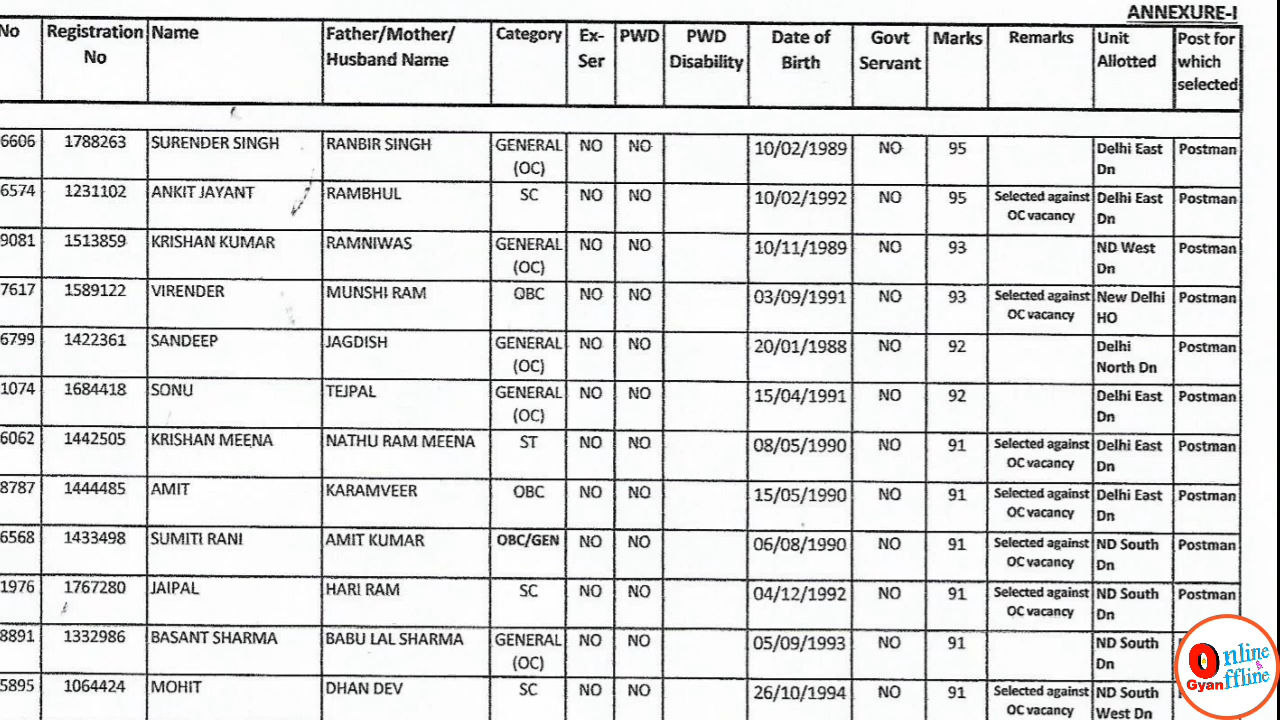 ANNEXURE-I
No Registration No Name Father/Mother/ Husband Name Category Ex-Ser PWD PWD Disability Date of Birth Govt Servant Marks Remarks Unit Allotted Post for which selected
6606 1788263 SURENDER SINGH RANBIR SINGH GENERAL (OC) NO NO 10/02/1989 NO 95 Delhi East Dn Postman
6574 1231102 ANKIT JAYANT RAMBHUL SC NO NO 10/02/1992 NO 95 Selected against OC vacancy Delhi East Dn Postman
9081 1513859 KRISHAN KUMAR RAMNIWAS GENERAL (OC) NO NO 10/11/1989 NO 93 ND West Dn Postman
7617 1589122 VIRENDER MUNSHI RAM OBC NO NO 03/09/1991 NO 93 Selected against OC vacancy New Delhi HO Postman
6799 1422361 SANDEEP JAGDISH GENERAL (OC) NO NO 20/01/1988 NO 92 Delhi North Dn Postman
1074 1684418 SONU TEJPAL GENERAL (OC) NO NO 15/04/1991 NO 92 Delhi East Dn Postman
6062 1442505 KRISHAN MEENA NATHU RAM MEENA ST NO NO 08/05/1990 NO 91 Selected against OC vacancy Delhi East Dn Postman
8787 1444485 AMIT KARAMVEER OBC NO NO 15/05/1990 NO 91 Selected against OC vacancy Delhi East Dn Postman
6568 1433498 SUMITI RANI AMIT KUMAR OBC/GEN NO NO 06/08/1990 NO 91 Selected against OC vacancy ND South Dn Postman
1976 1767280 JAIPAL HARI RAM SC NO NO 04/12/1992 NO 91 Selected against OC vacancy ND South Dn Postman
8891 1332986 BASANT SHARMA BABU LAL SHARMA GENERAL (OC) NO NO 05/09/1993 NO 91 ND South Dn
5895 1064424 MOHIT DHAN DEV SC NO NO 26/10/1994 NO 91 Selected against OC vacancy ND South West Dn
Online
& ffline
Gyan